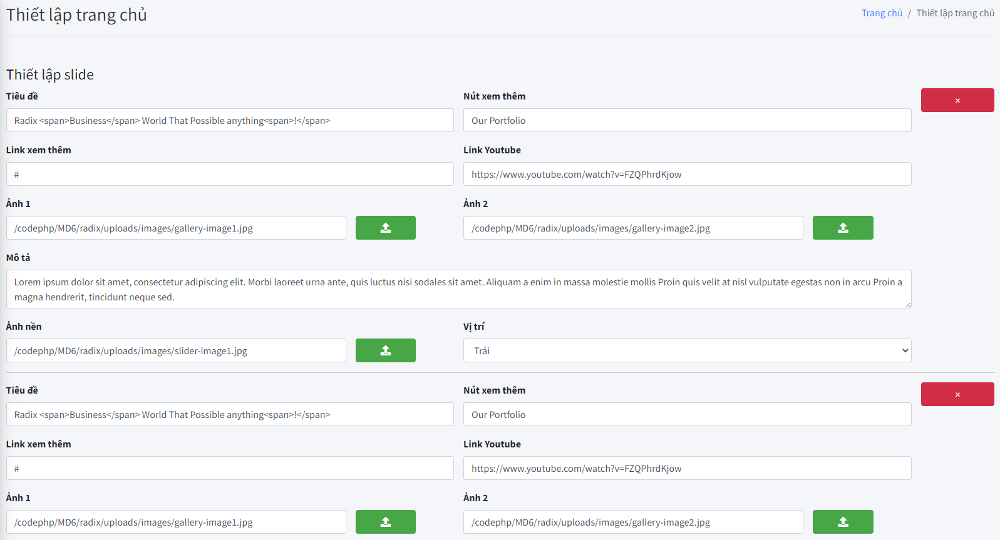 Thiết lập trang chủ
Trang chủ / Thiết lập trang chủ
Thiết lập slide
Tiêu đề
Nút xem thêm
×
Radix <span>Business</span> World That Possible anything<span>!</span>
Our Portfolio
Link xem thêm
Link Youtube
#
https://www.youtube.com/watch?v=FZQPhrdKjow
Ảnh 1
Ảnh 2
/codephp/MD6/radix/uploads/images/gallery-image1.jpg
/codephp/MD6/radix/uploads/images/gallery-image2.jpg
Mô tả
Lorem ipsum dolor sit amet, consectetur adipiscing elit. Morbi laoreet urna ante, quis luctus nisi sodales sit amet. Aliquam a enim in massa molestie mollis Proin quis velit at nisl vulputate egestas non in arcu Proin a
magna hendrerit, tincidunt neque sed.
Ảnh nền
Vị trí
/codephp/MD6/radix/uploads/images/slider-image1.jpg
Trái
Tiêu đề
Nút xem thêm
×
Radix <span>Business</span> World That Possible anything<span>!</span>
Our Portfolio
Link xem thêm
Link Youtube
#
https://www.youtube.com/watch?v=FZQPhrdKjow
Ảnh 1
Ảnh 2
/codephp/MD6/radix/uploads/images/gallery-image1.jpg
/codephp/MD6/radix/uploads/images/gallery-image2.jpg